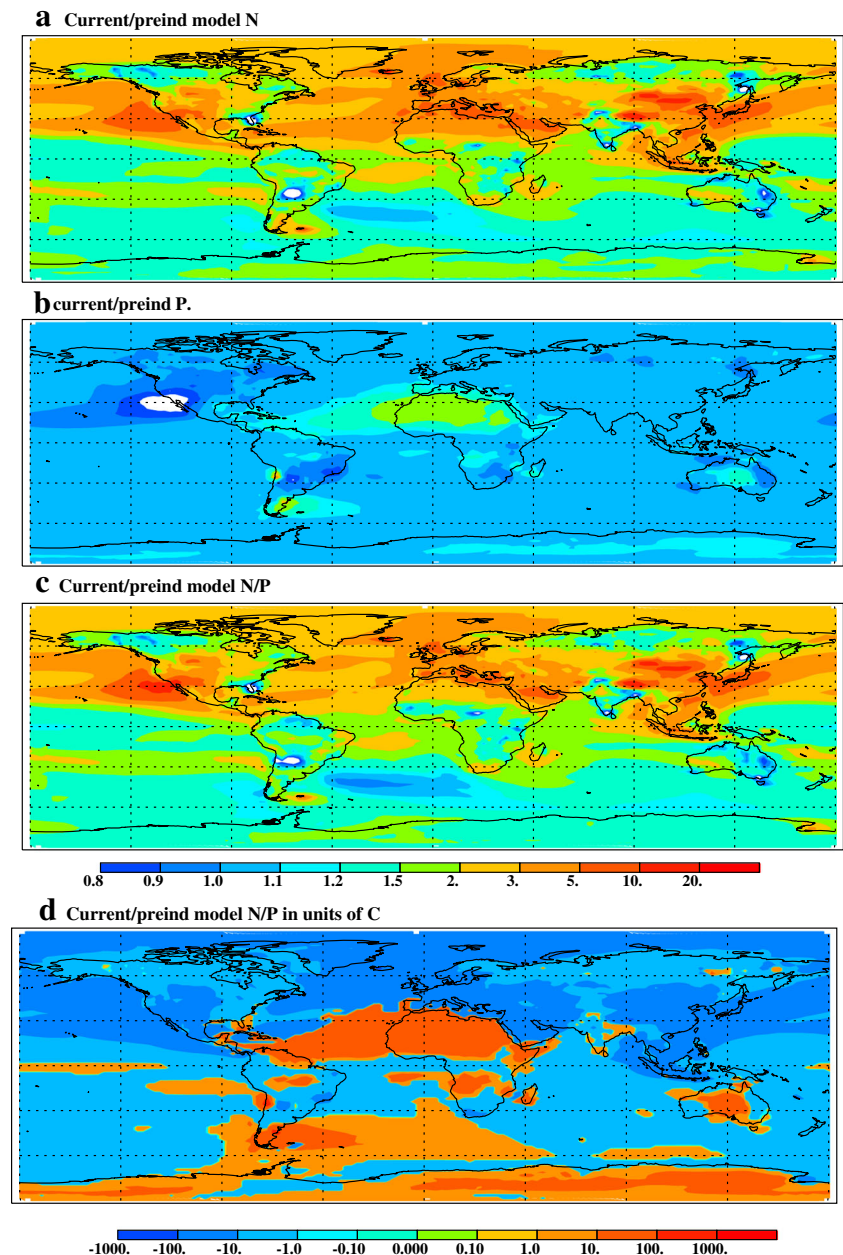 a Current/preind model N
b current/preind P.
c Current/preind model N/P
0.8 0.9 1.0 1.1 1.2 1.5 2. 3. 5. 10. 20.
d Current/preind model N/P in units of C
-1000. -100. -10. -1.0 -0.10 0.000 0.10 1.0 10. 100. 1000.